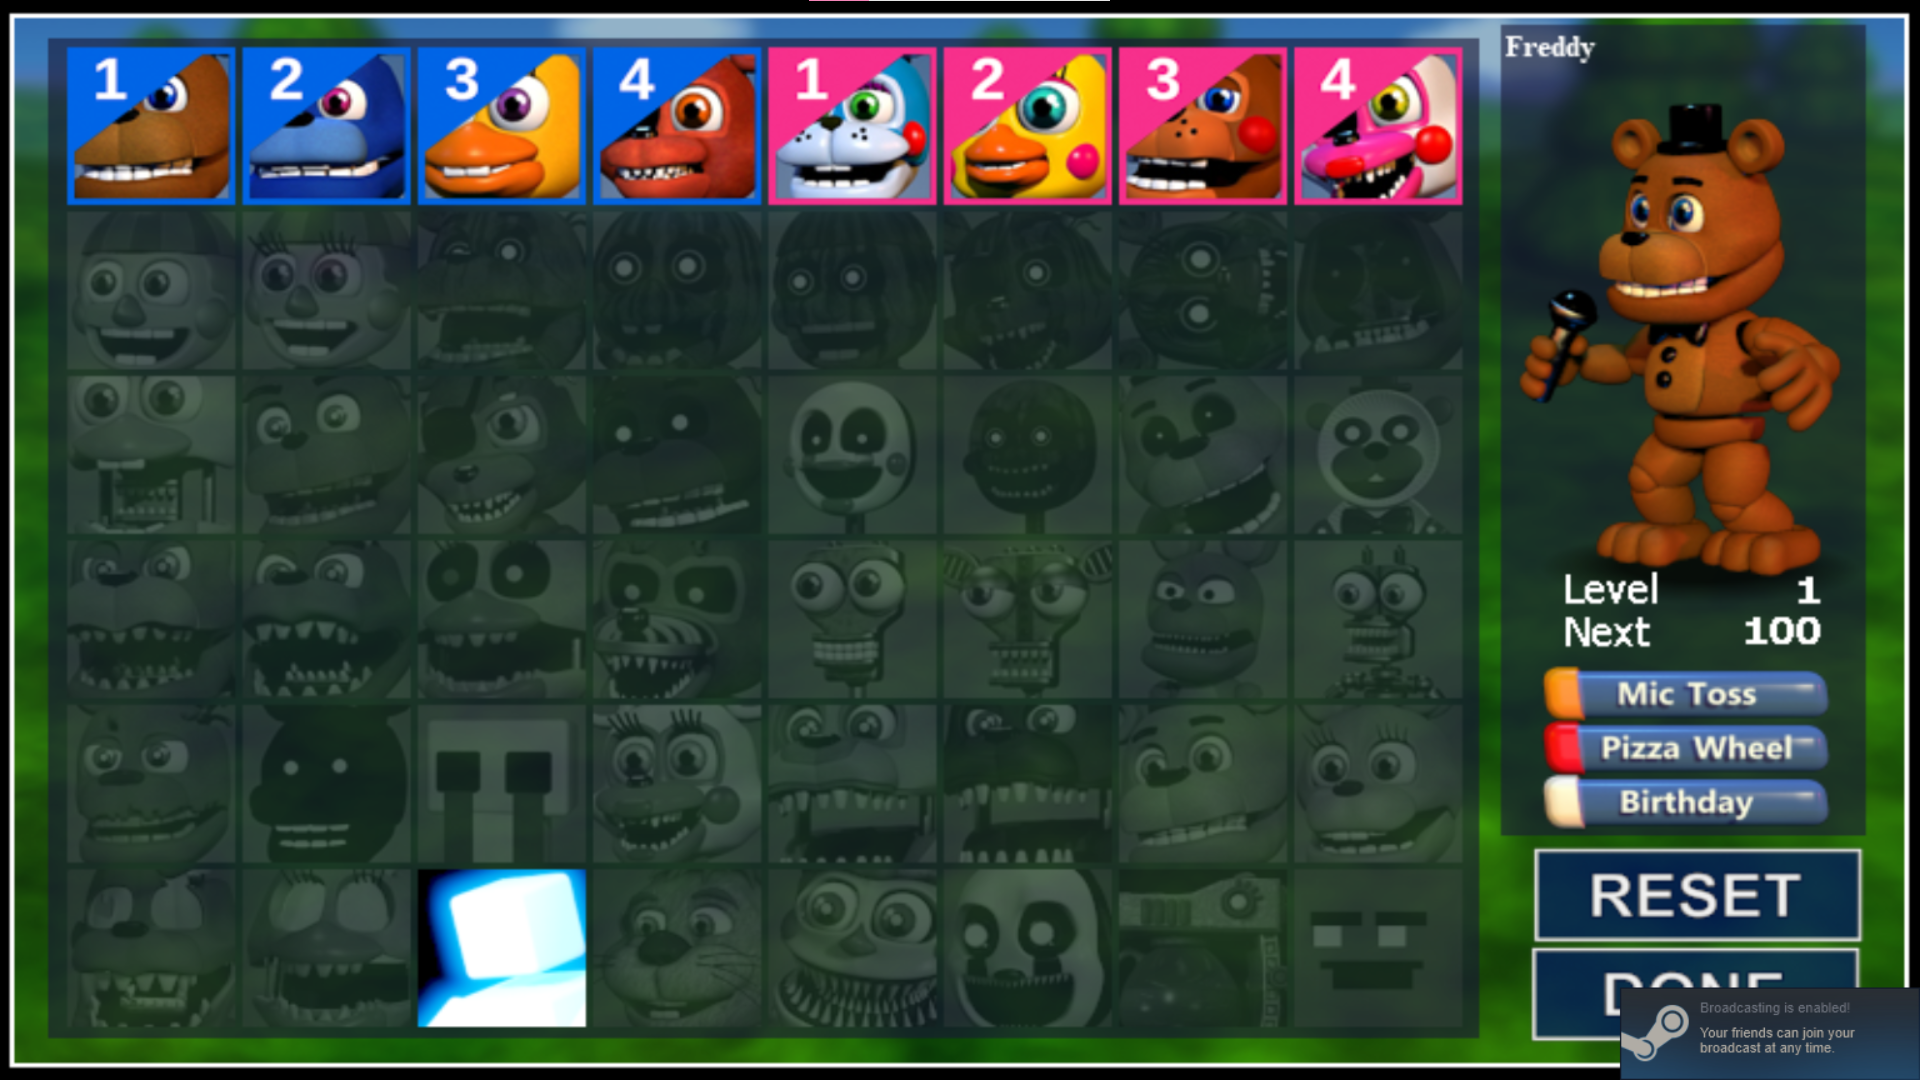 1 2 3 4 1 2 3 4
Freddy
Level 1
Next 100
Mic Toss
Pizza Wheel
Birthday
RESET
DONE
Broadcasting is enabled!
Your friends can join your
broadcast at any time.